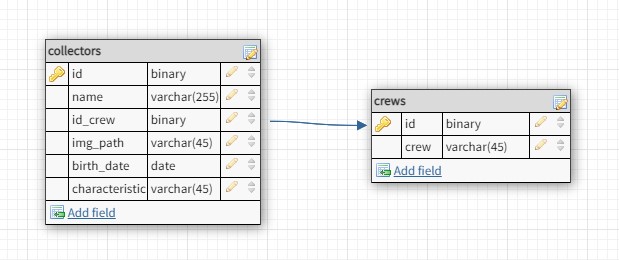 collectors
id binary
name varchar(255)
id_crew binary
img_path varchar(45)
birth_date date
characteristic varchar(45)
Add field
crews
id binary
crew varchar(45)
Add field